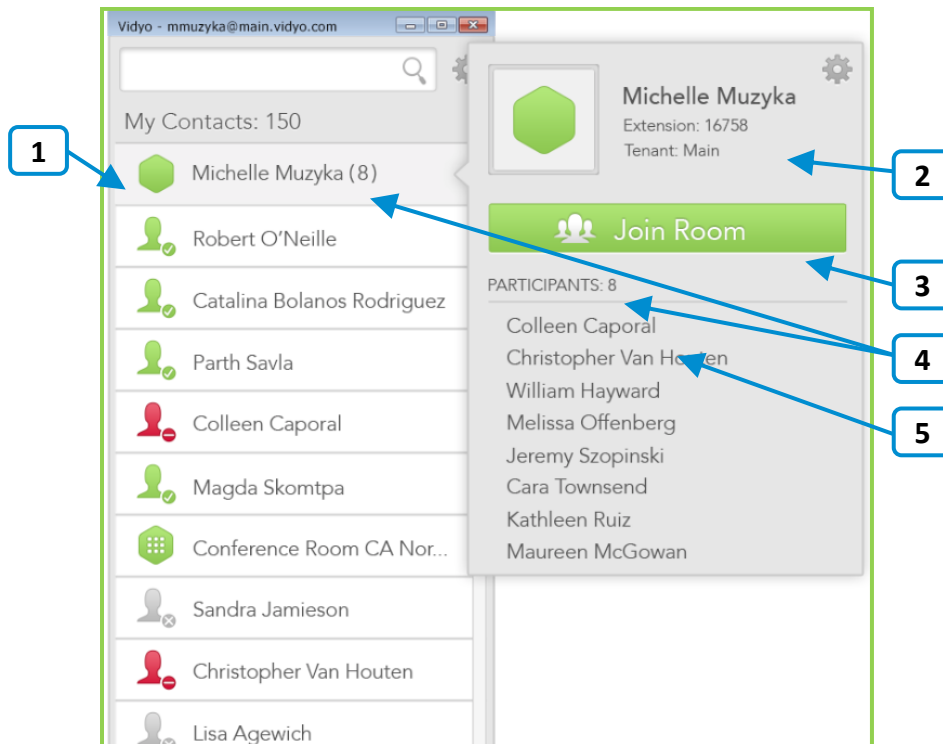 Vidyo - mmuzyka@main.vidyo.com
My Contacts: 150
1
Michelle Muzyka (8)
Robert O'Neille
Catalina Bolanos Rodriguez
Parth Savla
Colleen Caporal
Magda Skomtpa
Conference Room CA Nor...
Sandra Jamieson
Christopher Van Houten
Lisa Agewich
Michelle Muzyka
Extension: 16758
Tenant: Main
2
Join Room
3
PARTICIPANTS: 8
4
Colleen Caporal
Christopher Van Houten
5
William Hayward
Melissa Offenberg
Jeremy Szopinski
Cara Townsend
Kathleen Ruiz
Maureen McGowan